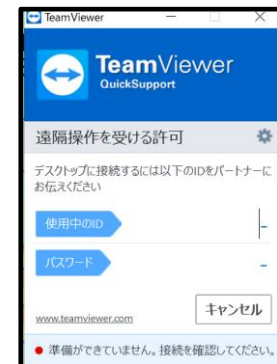 TeamViewer
TeamViewer
QuickSupport
遠隔操作を受ける許可
デスクトップに接続するには以下のIDをパートナーに
お伝えください
使用中のID
-
パスワード
-
www.teamviewer.com
キャンセル
準備ができていません。接続を確認してください。